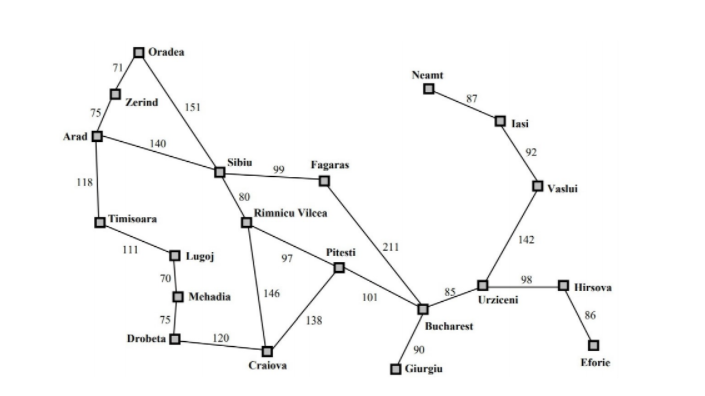 Oradea
71
Neamt
87
Zerind
75
151
Iasi
Arad
140
92
Sibiu
99
Fagaras
118
80
Vaslui
Rimnicu Vilcea
Timisoara
111
97
211
142
Lugoj
Pitesti
70
98
Hirsova
Mehadia
146
101
85
Urziceni
75
138
86
Bucharest
Drobeta
120
90
Craiova
Giurgiu
Eforie